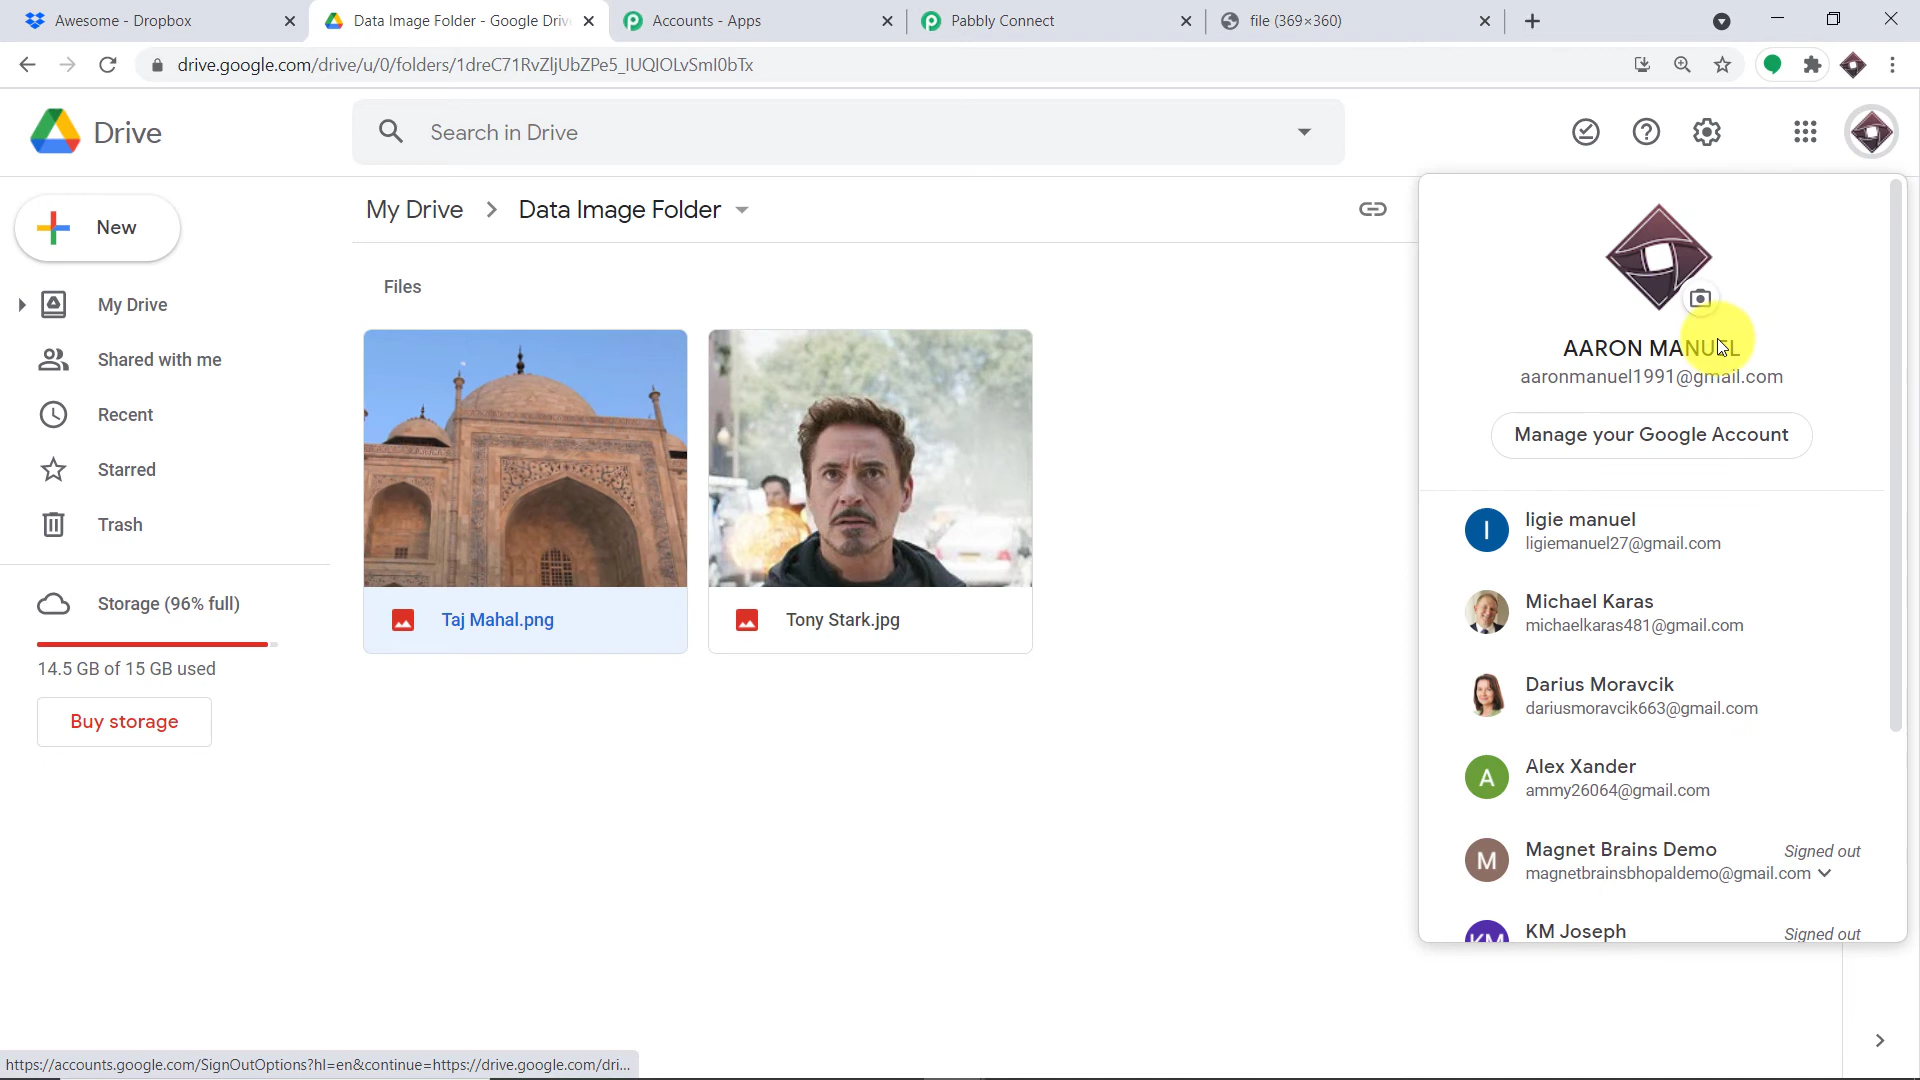 Awesome - Dropbox
Data Image Folder - Google Driv
Accounts - Apps
Pabbly Connect
file (369×360)
drive.google.com/drive/u/0/folders/1dreC71RvZljUbZPe5_IUQIOLvSmI0bTx
Drive
Search in Drive
New
My Drive
Shared with me
Recent
Starred
Trash
Storage (96% full)
14.5 GB of 15 GB used
Buy storage
My Drive > Data Image Folder
Files
Taj Mahal.png
Tony Stark.jpg
AARON MANUEL
aaronmanuel1991@gmail.com
Manage your Google Account
I
ligie manuel
ligiemanuel27@gmail.com
Michael Karas
michaelkaras481@gmail.com
Darius Moravcik
dariusmoravcik663@gmail.com
A
Alex Xander
ammy26064@gmail.com
M
Magnet Brains Demo
Signed out
magnetbrainsbhopaldemo@gmail.com
KM
KM Joseph
Signed out
https://accounts.google.com/SignOutOptions?hl=en&continue=https://drive.google.com/dri...